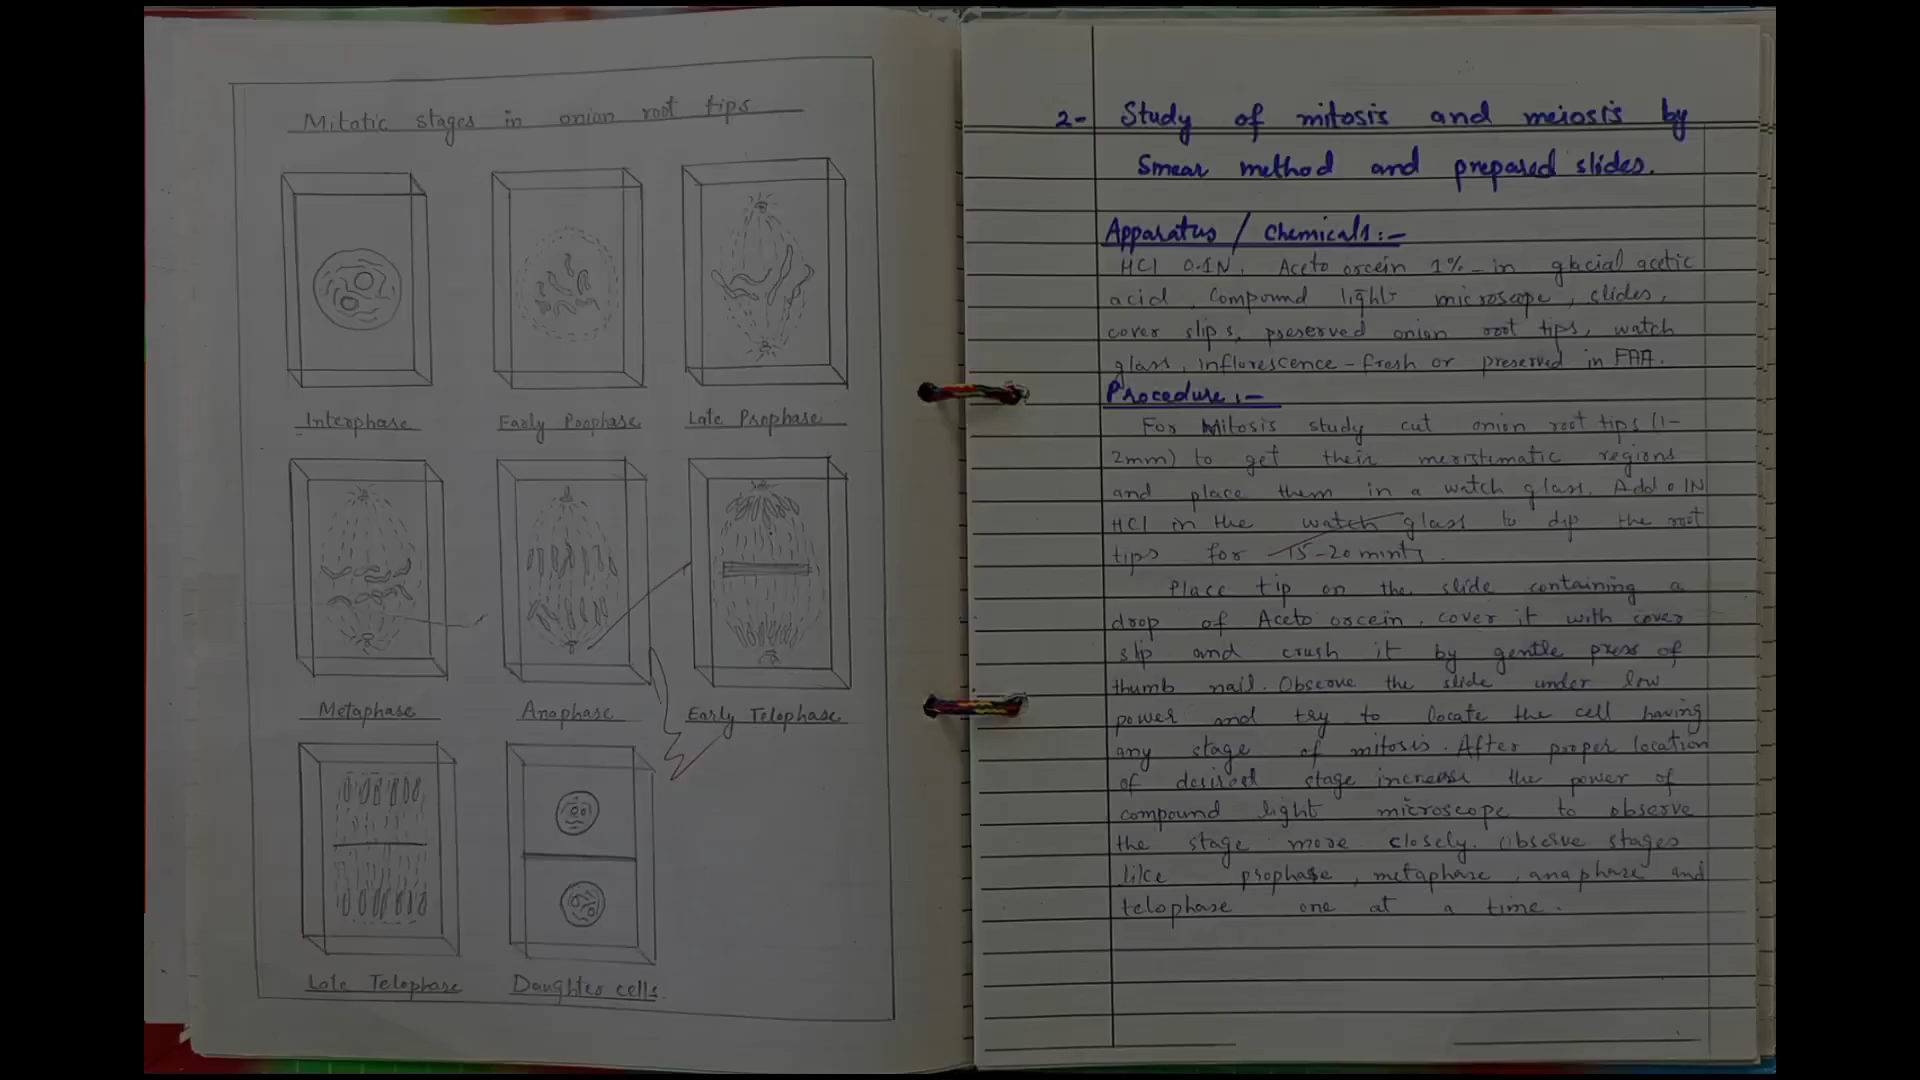 Mitotic stages in onion root tips
Interphase
Early Poophase
Late Prophase
Metaphase
Anaphase
Early Telophase
Late Telophase
Daughter cells.
2- Study of mitosis and meiosis by
Smear method and prepared slides.
Apparatus / Chemicals:-
HCl 0.1N. Aceto orcein 1% in glacial acetic
acid, Compound light microscope, slides,
cover slips, preserved onion root tips, watch
glass, inflorescence - fresh or preserved in FAA.
Procedure:-
For Mitosis study cut onion root tips (1-
2mm) to get their meristematic regions
and place them in a watch glass. Add 0.1N
HCl in the watch glass to dip the root
tips for 15-20 mints.
Place tip on the slide containing a
drop of Aceto orcein. cover it with cover
slip and crush it by gentle press of
thumb nail. Observe the slide under low
power and try to locate the cell having
any stage of mitosis. After proper location
of desired stage increase the power of
compound light microscope to observe
the stage more closely. Observe stages
like prophase, metaphase, anaphase and
telophase one at a time.